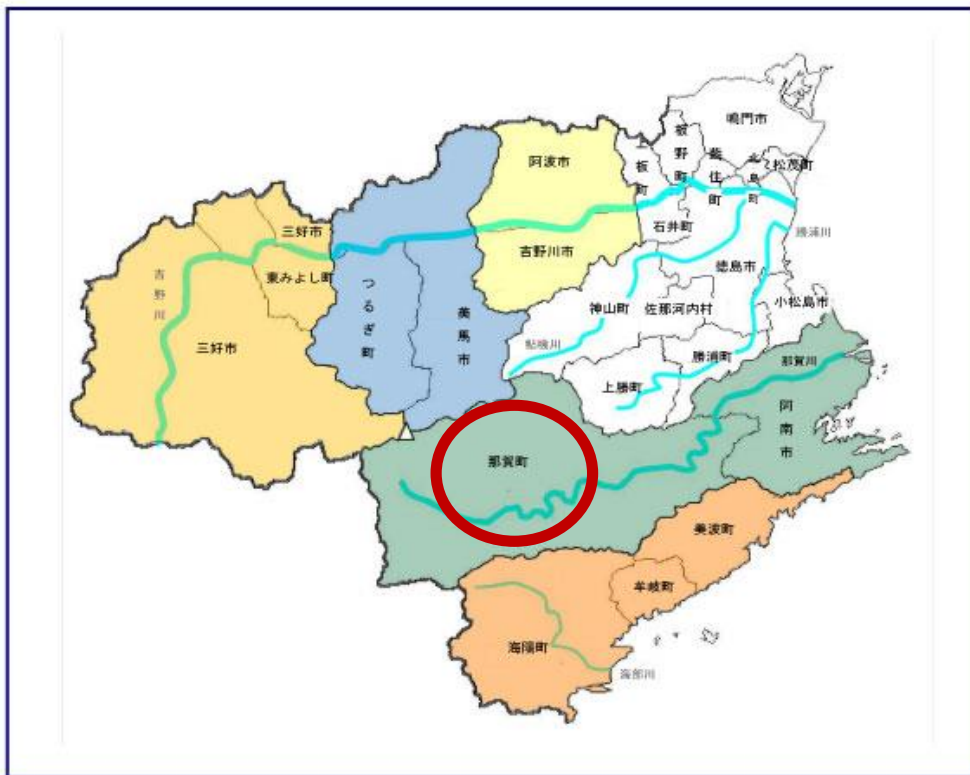 鳴門市
板野町
上板町
藍住町
北島町
松茂町
阿波市
石井町
勝浦川
吉野川市
徳島市
三好市
東みよし町
吉野川
つるぎ町
美馬市
神山町
佐那河内村
小松島市
三好市
鮎喰川
勝浦町
上勝町
那賀川
阿南市
那賀町
美波町
牟岐町
海陽町
海部川